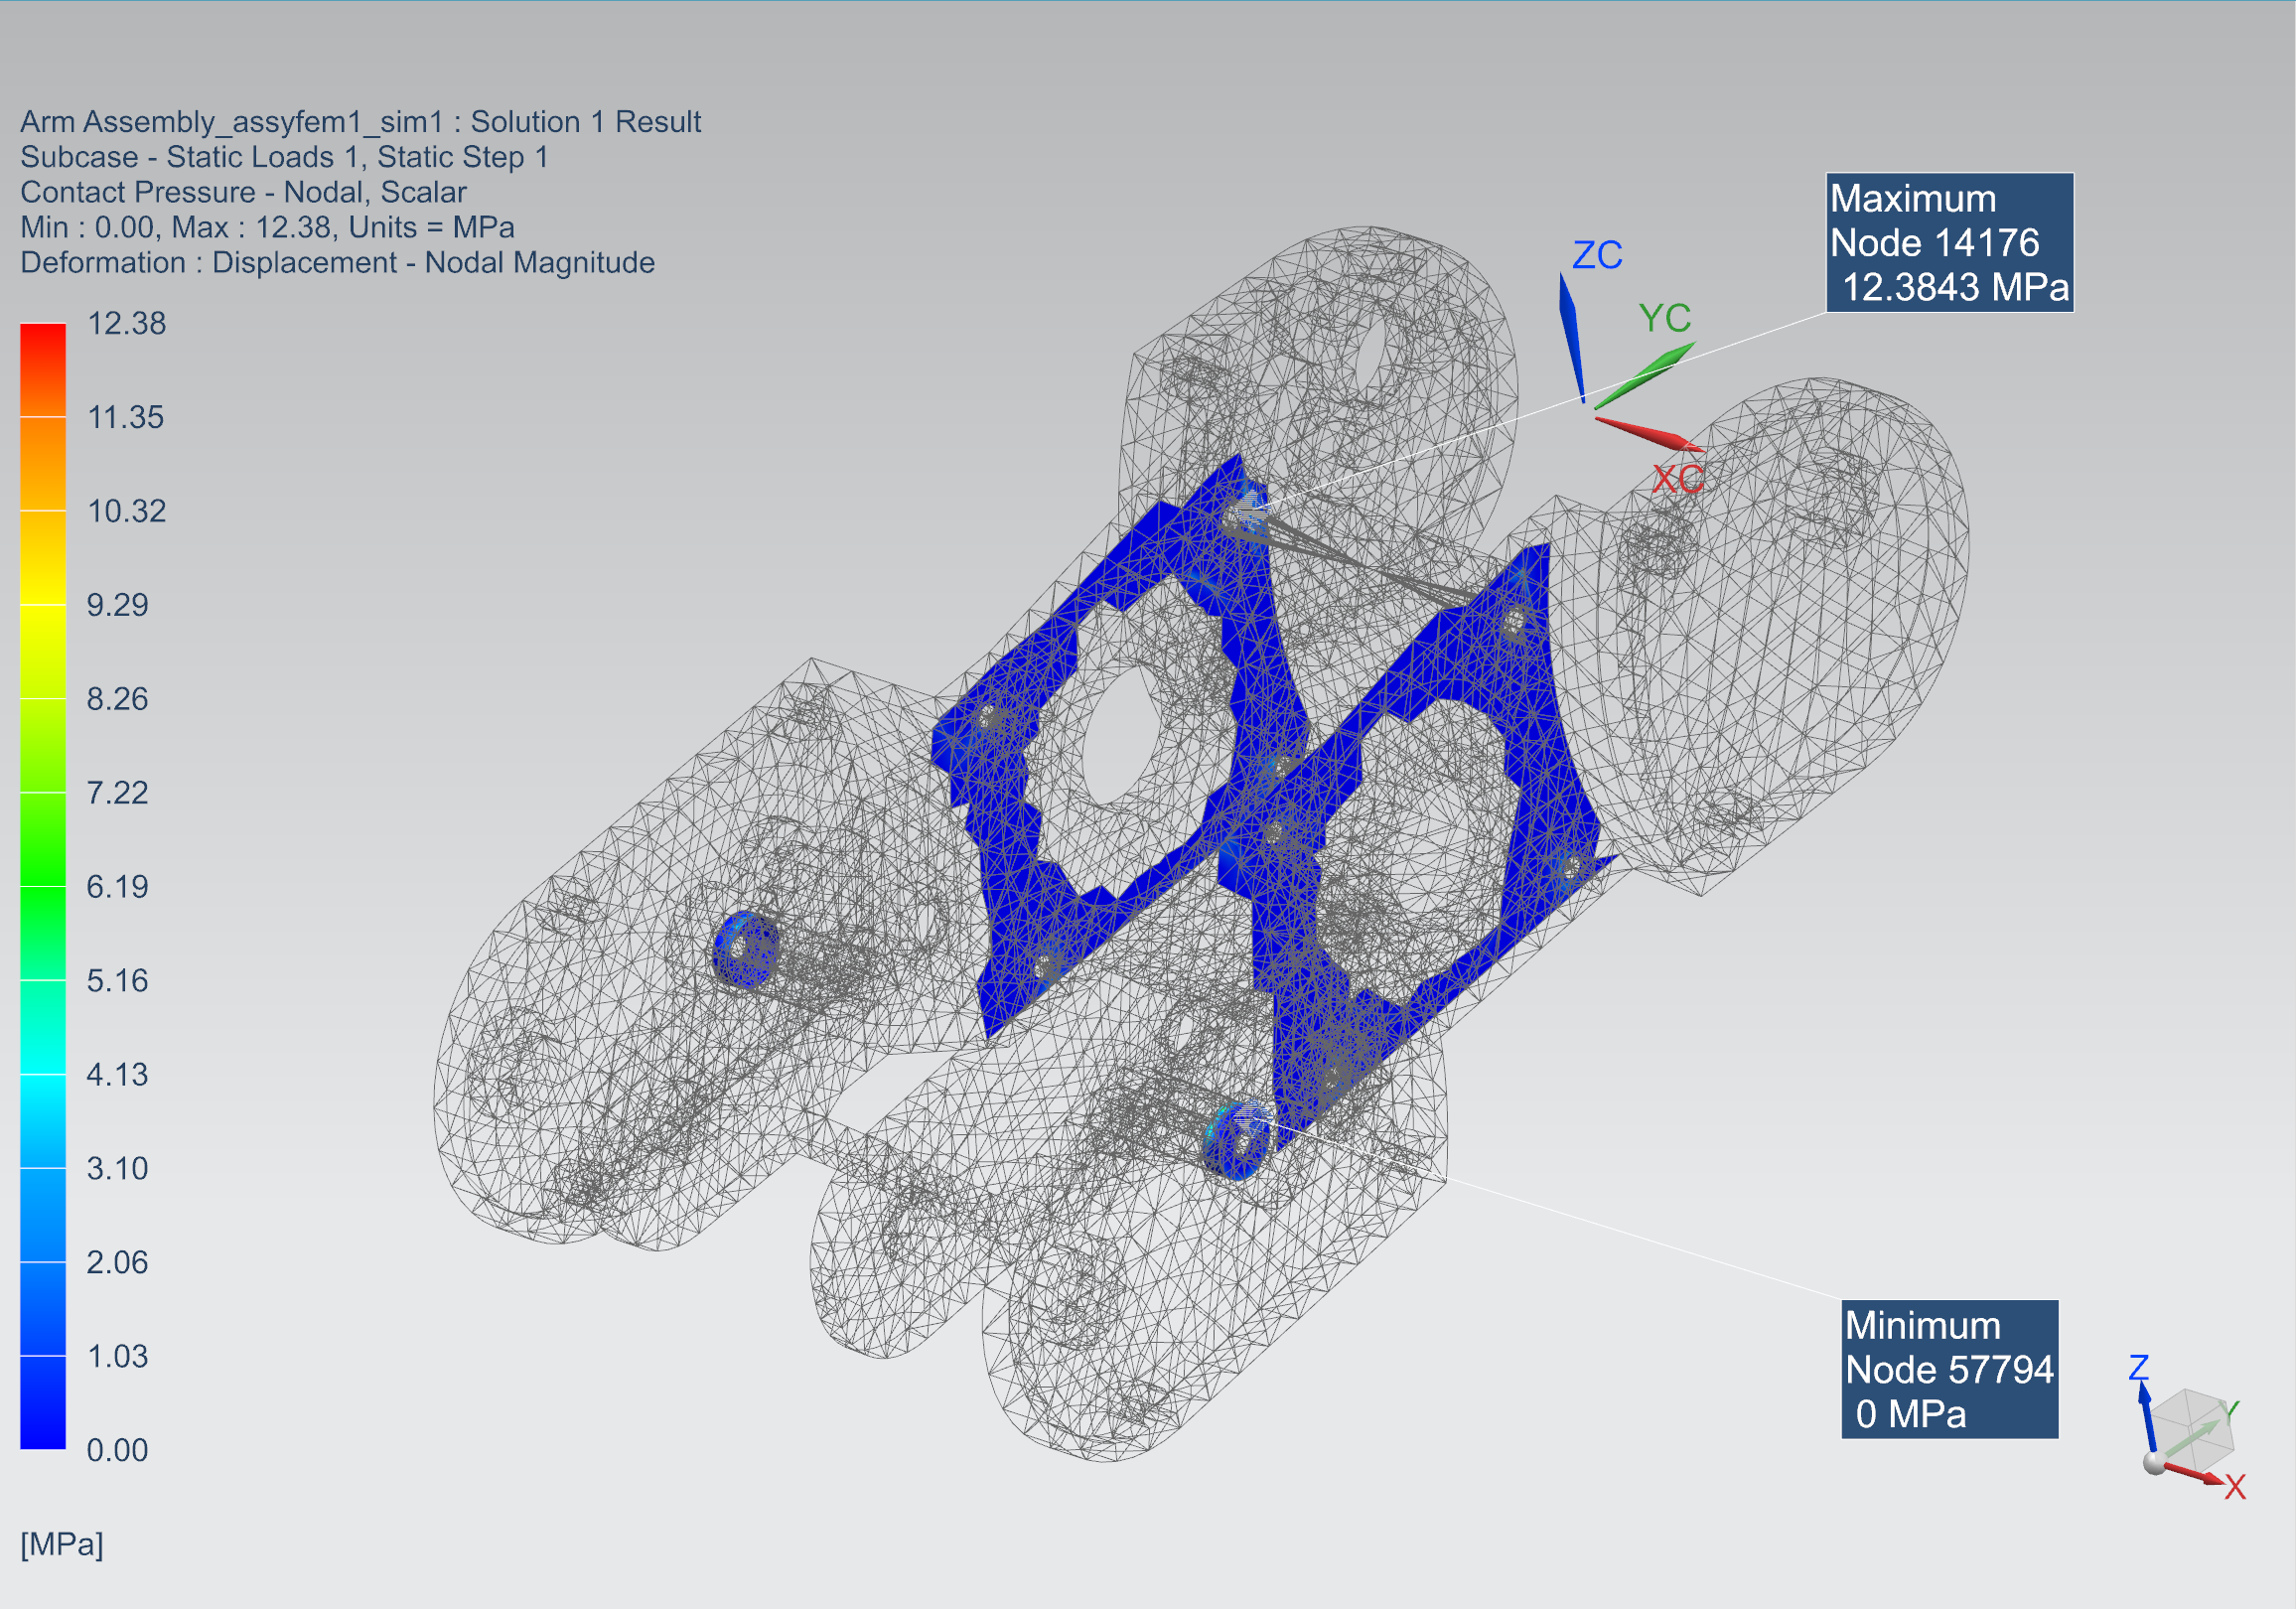 Arm Assembly_assyfem1_sim1 : Solution 1 Result
Subcase - Static Loads 1, Static Step 1
Contact Pressure - Nodal, Scalar
Min : 0.00, Max : 12.38, Units = MPa
Deformation : Displacement - Nodal Magnitude
12.38
11.35
10.32
9.29
8.26
7.22
6.19
5.16
4.13
3.10
2.06
1.03
0.00
[MPa]
Maximum
Node 14176
12.3843 MPa
ZC
YC
XC
Minimum
Node 57794
0 MPa
Z
Y
X